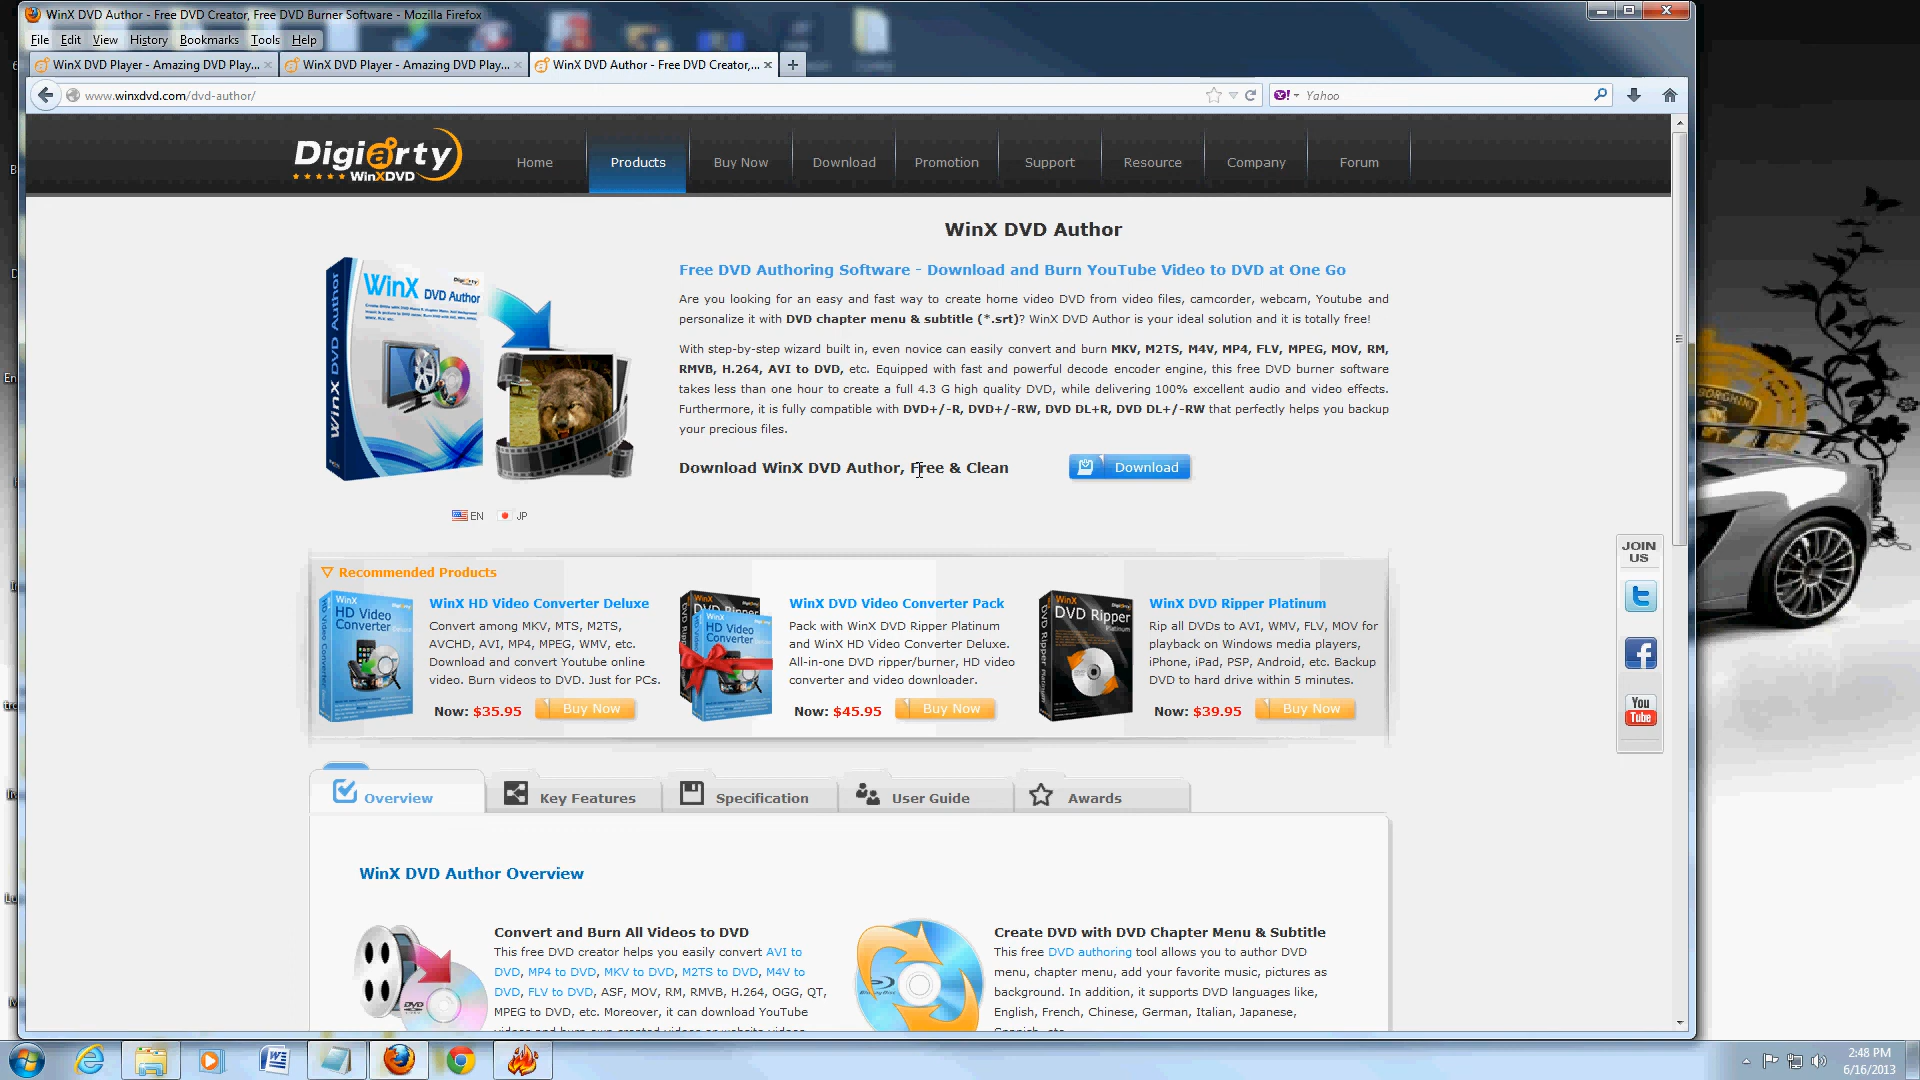 WinX DVD Author - Free DVD Creator, Free DVD Burner Software - Mozilla Firefox
File Edit View History Bookmarks Tools Help
WinX DVD Player - Amazing DVD Play... WinX DVD Player - Amazing DVD Play... WinX DVD Author - Free DVD Creator,...
www.winxdvd.com/dvd-author/
Yahoo
Digiarty
WinXDVD
Home Products Buy Now Download Promotion Support Resource Company Forum
WinX DVD Author
Free DVD Authoring Software - Download and Burn YouTube Video to DVD at One Go
Are you looking for an easy and fast way to create home video DVD from video files, camcorder, webcam, Youtube and
personalize it with DVD chapter menu & subtitle (*.srt)? WinX DVD Author is your ideal solution and it is totally free!
With step-by-step wizard built in, even novice can easily convert and burn MKV, M2TS, M4V, MP4, FLV, MPEG, MOV, RM,
RMVB, H.264, AVI to DVD, etc. Equipped with fast and powerful decode encoder engine, this free DVD burner software
takes less than one hour to create a full 4.3 G high quality DVD, while delivering 100% excellent audio and video effects.
Furthermore, it is fully compatible with DVD+/-R, DVD+/-RW, DVD DL+R, DVD DL+/-RW that perfectly helps you backup
your precious files.
Download WinX DVD Author, Free & Clean
Download
WinX DVD Author
WinX DVD Author
EN JP
JOIN
US
You
Tube
Recommended Products
WinX
HD Video
Converter
WinX HD Video Converter Deluxe
Convert among MKV, MTS, M2TS,
AVCHD, AVI, MP4, MPEG, WMV, etc.
Download and convert Youtube online
video. Burn videos to DVD. Just for PCs.
Now: $35.95 Buy Now
HD Video
Converter
WinX DVD Video Converter Pack
Pack with WinX DVD Ripper Platinum
and WinX HD Video Converter Deluxe.
All-in-one DVD ripper/burner, HD video
converter and video downloader.
Now: $45.95 Buy Now
WinX
DVD Ripper
Platinum
WinX DVD Ripper Platinum
Rip all DVDs to AVI, WMV, FLV, MOV for
playback on Windows media players,
iPhone, iPad, PSP, Android, etc. Backup
DVD to hard drive within 5 minutes.
Now: $39.95 Buy Now
Overview Key Features Specification User Guide Awards
WinX DVD Author Overview
Convert and Burn All Videos to DVD
This free DVD creator helps you easily convert AVI to
DVD, MP4 to DVD, MKV to DVD, M2TS to DVD, M4V to
DVD, FLV to DVD, ASF, MOV, RM, RMVB, H.264, OGG, QT,
MPEG to DVD, etc. Moreover, it can download YouTube
Create DVD with DVD Chapter Menu & Subtitle
This free DVD authoring tool allows you to author DVD
menu, chapter menu, add your favorite music, pictures as
background. In addition, it supports DVD languages like,
English, French, Chinese, German, Italian, Japanese,
2:48 PM
6/16/2013